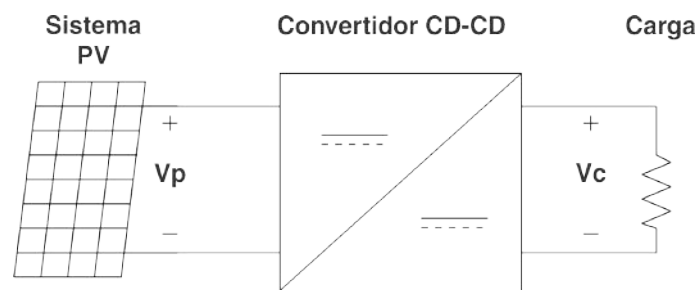 Sistema
PV
Convertidor CD-CD
Carga
+
Vp
−
+
Vc
−